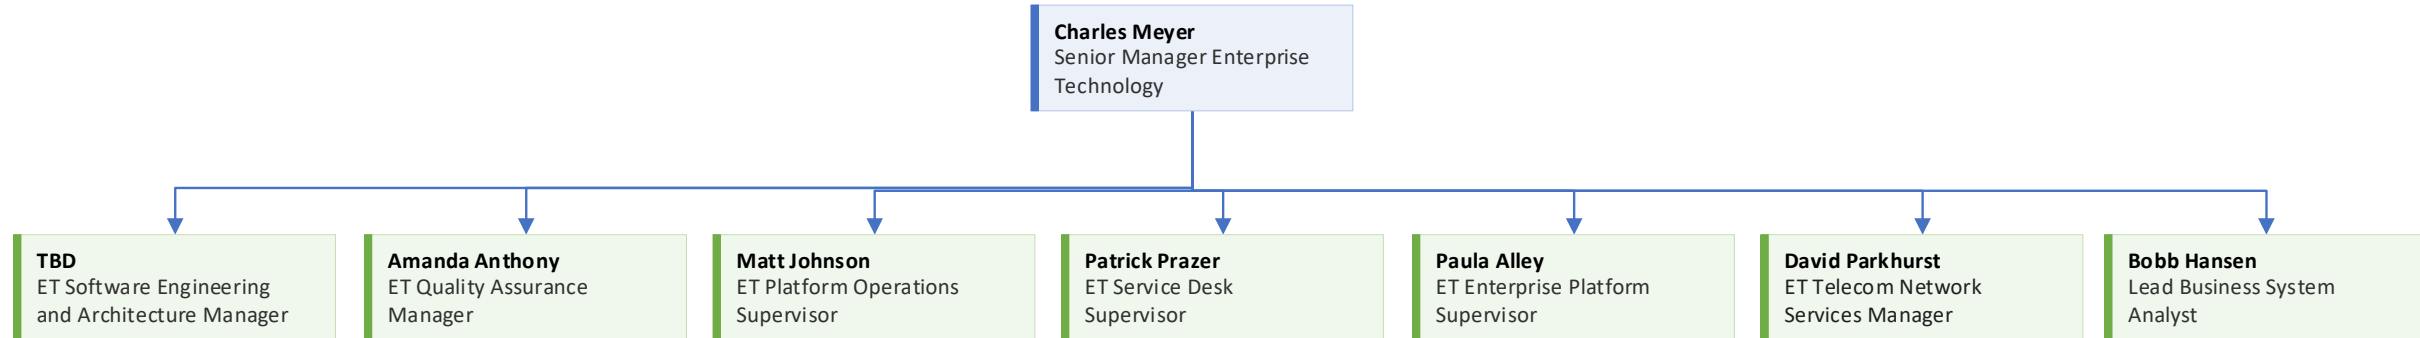 Charles Meyer
Senior Manager Enterprise
Technology
TBD
ET Software Engineering
and Architecture Manager
Amanda Anthony
ET Quality Assurance
Manager
Matt Johnson
ET Platform Operations
Supervisor
Patrick Prazer
ET Service Desk
Supervisor
Paula Alley
ET Enterprise Platform
Supervisor
David Parkhurst
ET Telecom Network
Services Manager
Bobb Hansen
Lead Business System
Analyst